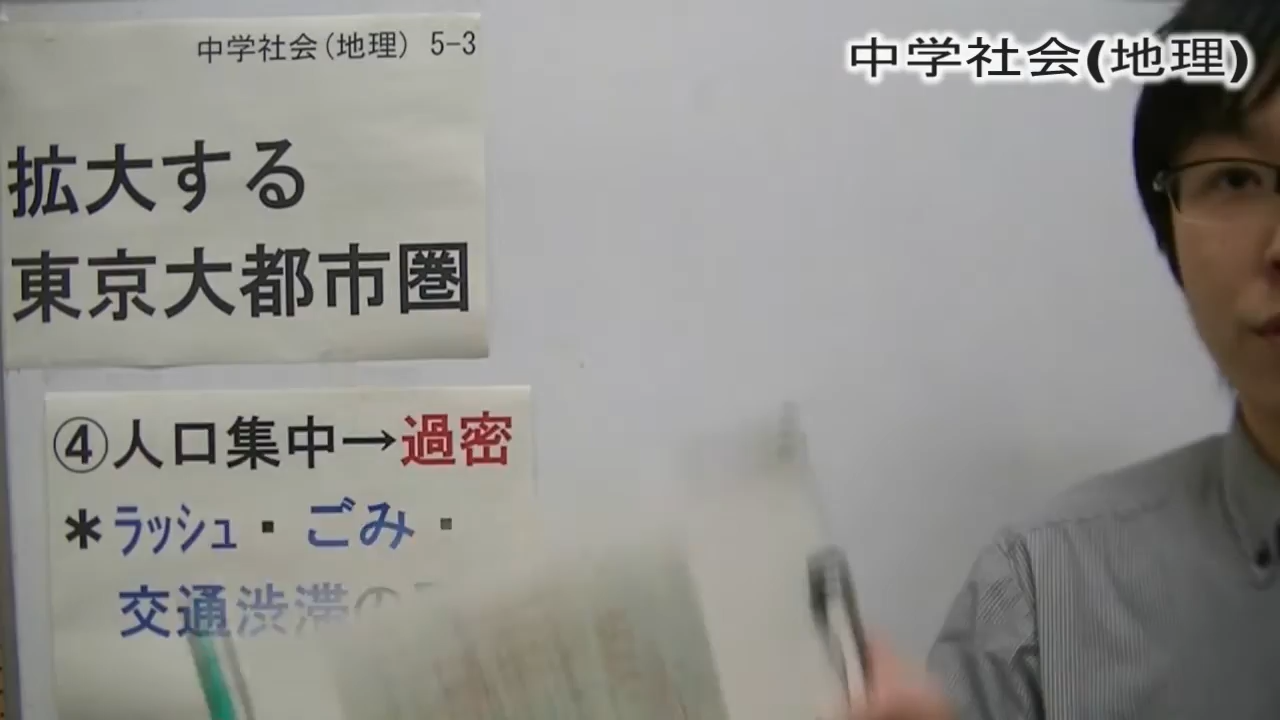 中学社会(地理) 5-3
中学社会(地理)
拡大する
東京大都市圏
④人口集中→過密
*ラッシュ・ごみ・
交通渋滞の